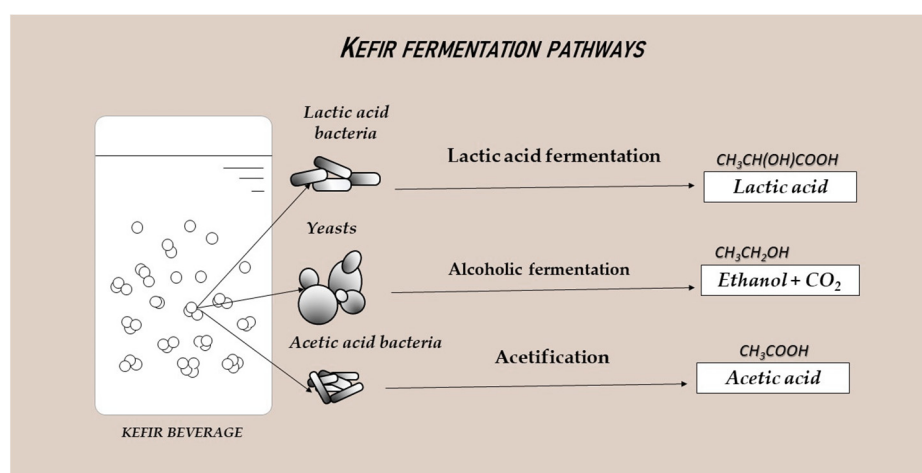 KEFIR FERMENTATION PATHWAYS
Lactic acid
bacteria
Lactic acid fermentation
CH₃CH(OH)COOH
Lactic acid
Yeasts
Alcoholic fermentation
CH₃CH₂OH
Ethanol + CO₂
Acetic acid bacteria
Acetification
CH₃COOH
Acetic acid
KEFIR BEVERAGE